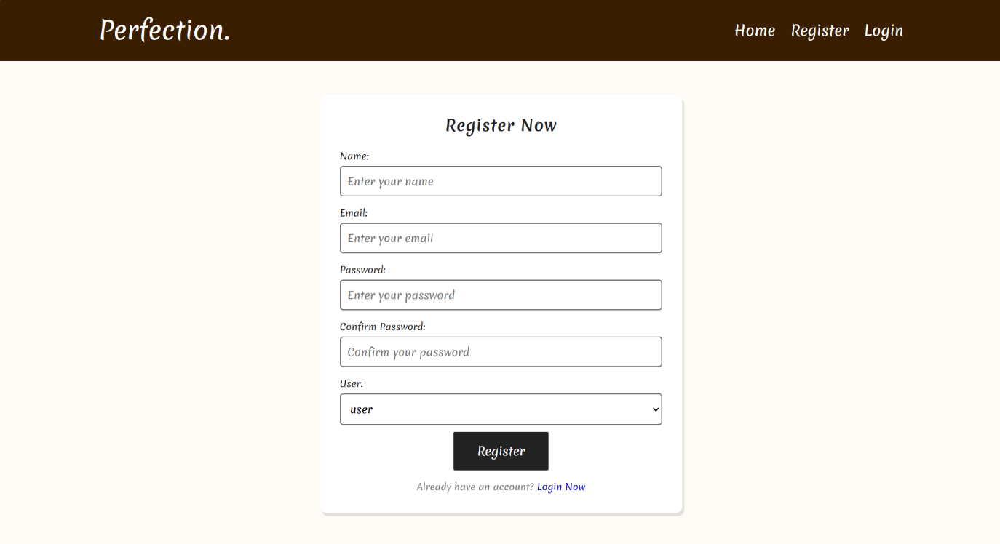 Perfection.
Home Register Login
Register Now
Name:
Enter your name
Email:
Enter your email
Password:
Enter your password
Confirm Password:
Confirm your password
User:
user
Register
Already have an account? Login Now